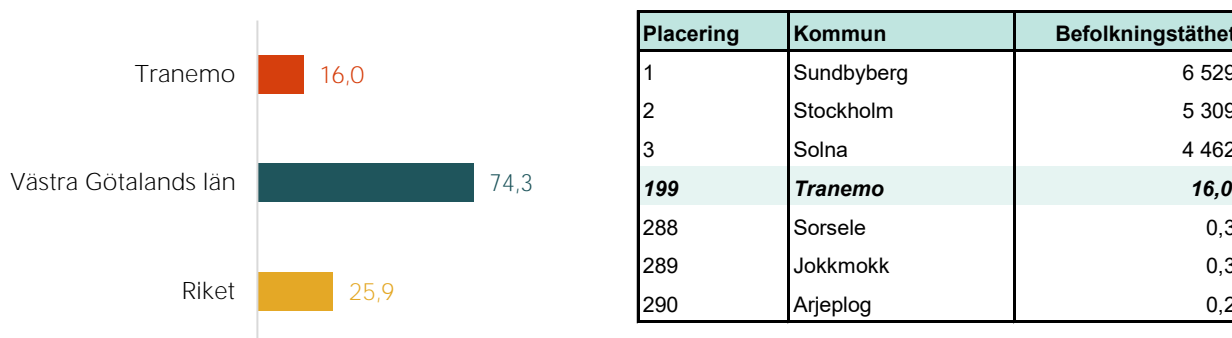 Tranemo 16,0
Västra Götalands län 74,3
Riket 25,9
Placering Kommun Befolkningstäthet
1 Sundbyberg 6 529
2 Stockholm 5 309
3 Solna 4 462
199 Tranemo 16,0
288 Sorsele 0,3
289 Jokkmokk 0,3
290 Arjeplog 0,2